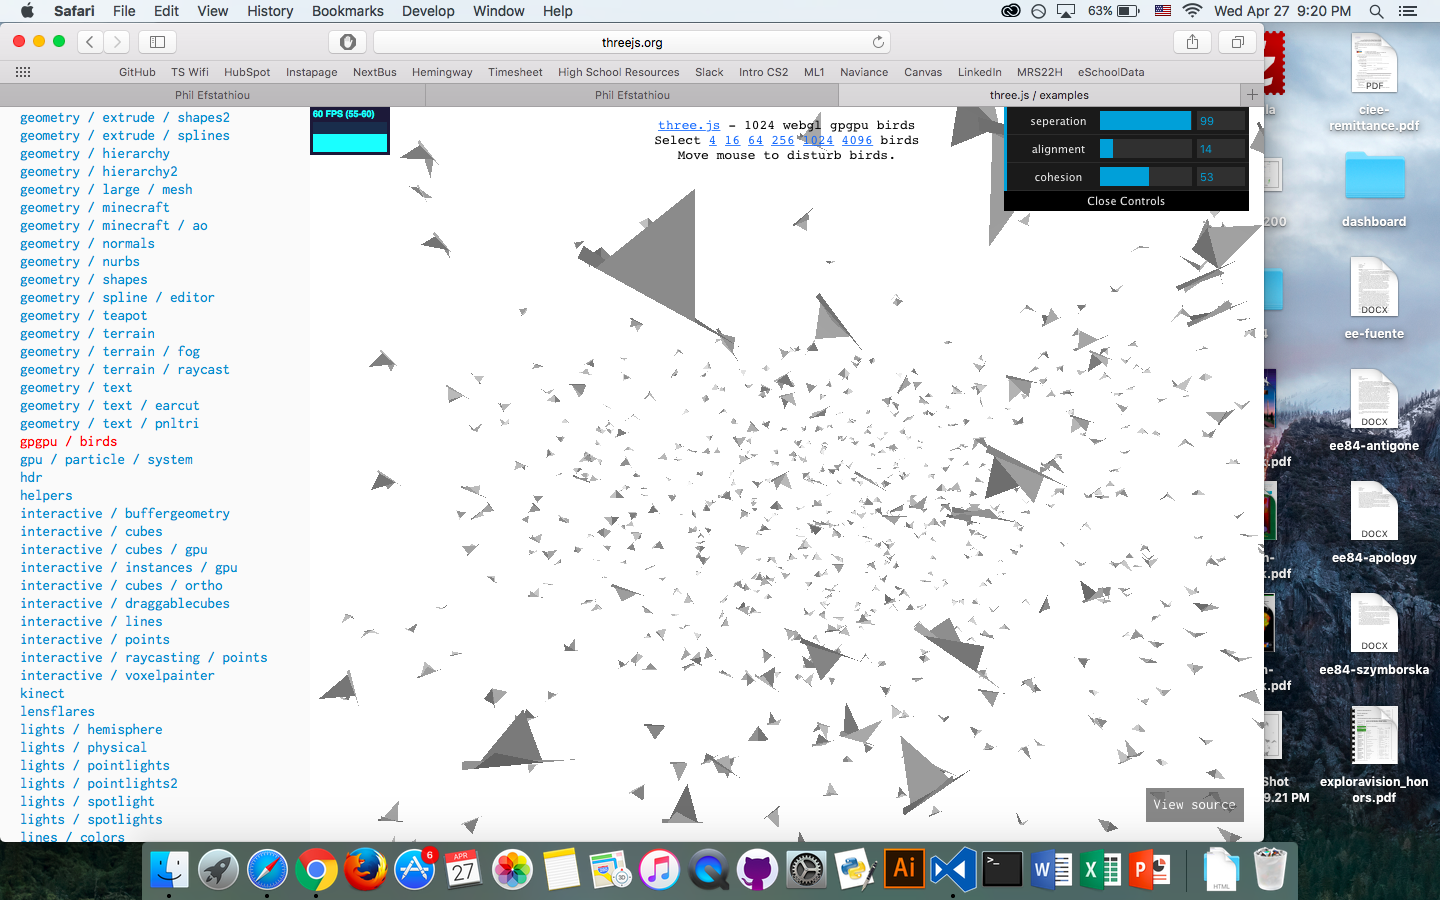 Safari File Edit View History Bookmarks Develop Window Help
63% Wed Apr 27 9:20 PM
threejs.org
GitHub TS Wifi HubSpot Instapage NextBus Hemingway Timesheet High School Resources Slack Intro CS2 ML1 Naviance Canvas LinkedIn MRS22H eSchoolData
Phil Efstathiou Phil Efstathiou three.js / examples
geometry / extrude / shapes2
geometry / extrude / splines
geometry / hierarchy
geometry / hierarchy2
geometry / large / mesh
geometry / minecraft
geometry / minecraft / ao
geometry / normals
geometry / nurbs
geometry / shapes
geometry / spline / editor
geometry / teapot
geometry / terrain
geometry / terrain / fog
geometry / terrain / raycast
geometry / text
geometry / text / earcut
geometry / text / pnltri
gpgpu / birds
gpu / particle / system
hdr
helpers
interactive / buffergeometry
interactive / cubes
interactive / cubes / gpu
interactive / instances / gpu
interactive / cubes / ortho
interactive / draggablecubes
interactive / lines
interactive / points
interactive / raycasting / points
interactive / voxelpainter
kinect
lensflares
lights / hemisphere
lights / physical
lights / pointlights
lights / pointlights2
lights / spotlight
lights / spotlights
lines / colors
60 FPS (55-60)
three.js - 1024 webgl gpgpu birds
Select 4 16 64 256 1024 4096 birds
Move mouse to disturb birds.
seperation 99
alignment 14
cohesion 53
Close Controls
View source
PDF
ciee-
remittance.pdf
dashboard
DOCX
ee-fuente
DOCX
ee84-antigone
DOCX
ee84-apology
DOCX
ee84-szymborska
exploravision_hon
ors.pdf
la
200
4
k.pdf
n-
k.pdf
n-
k.pdf
Shot
9.21 PM
6
APR
27
3D
>_
Ai
W
X
P
HTML